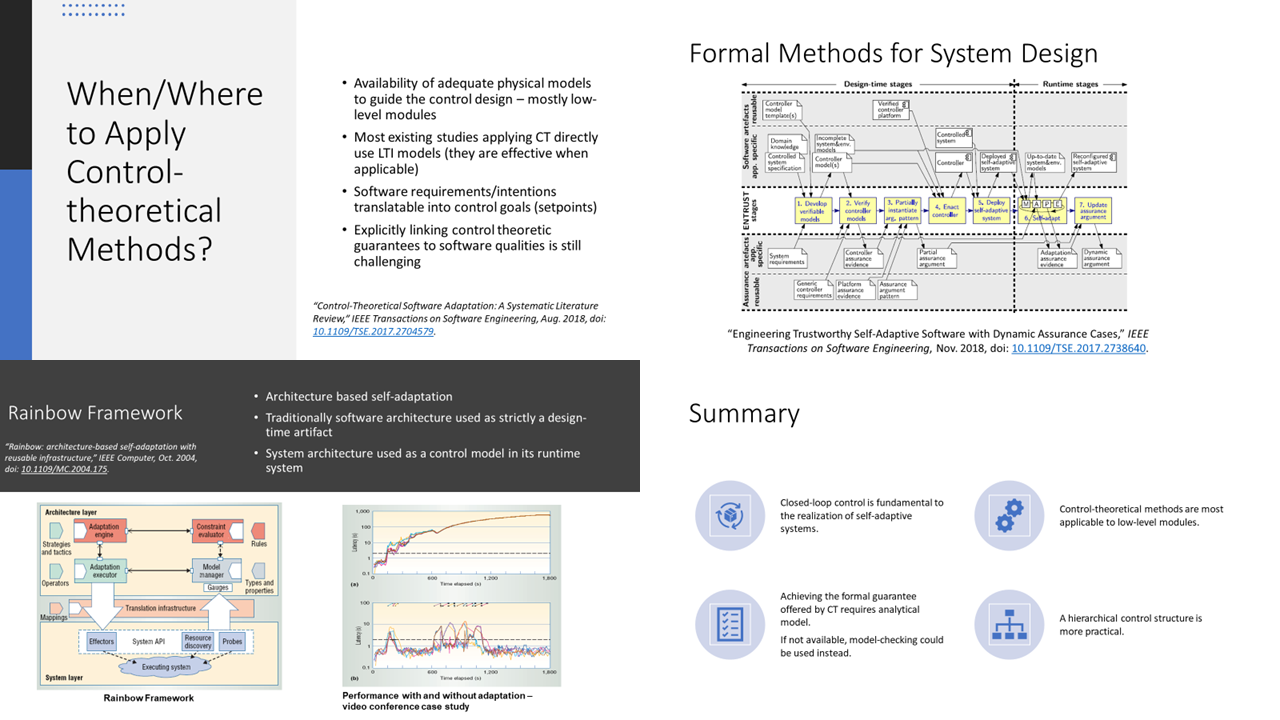 When/Where
to Apply
Control-
theoretical
Methods?
• Availability of adequate physical models
to guide the control design – mostly low-
level modules
• Most existing studies applying CT directly
use LTI models (they are effective when
applicable)
• Software requirements/intentions
translatable into control goals (setpoints)
• Explicitly linking control theoretic
guarantees to software qualities is still
challenging
"Control-Theoretical Software Adaptation: A Systematic Literature
Review," IEEE Transactions on Software Engineering, Aug. 2018, doi:
10.1109/TSE.2017.2704579.
Formal Methods for System Design
Design-time stages
Runtime stages
Software artefacts
reusable
app. specific
Controller
model
template(s)
Verified
controller
platform
Domain
knowledge
Incomplete
system&env.
models
Controlled
system
Controlled
system
specification
Controller
model(s)
Controller
Deployed
self-adaptive
system
Up-to-date
system&env.
models
Reconfigured
self-adaptive
system
ENTRUST
stages
1. Develop
verifiable
models
2. Verify
controller
models
3. Partially
instantiate
arg. pattern
4. Enact
controller
5. Deploy
self-adaptive
system
M A P E
6. Self-adapt
7. Update
assurance
argument
Assurance artefacts
app.
specific
reusable
System
requirements
Controller
assurance
evidence
Partial
assurance
argument
Adaptation
assurance
evidence
Dynamic
assurance
argument
Generic
controller
requirements
Platform
assurance
evidence
Assurance
argument
pattern
"Engineering Trustworthy Self-Adaptive Software with Dynamic Assurance Cases," IEEE
Transactions on Software Engineering, Nov. 2018, doi: 10.1109/TSE.2017.2738640.
Rainbow Framework
"Rainbow: architecture-based self-adaptation with
reusable infrastructure," IEEE Computer, Oct. 2004,
doi: 10.1109/MC.2004.175.
• Architecture based self-adaptation
• Traditionally software architecture used as strictly a design-
time artifact
• System architecture used as a control model in its runtime
system
Architecture layer
Adaptation
engine
Constraint
evaluator
Strategies
and tactics
Rules
Adaptation
executor
Model
manager
Gauges
Operators
Types and
properties
Mappings
Translation infrastructure
Effectors
System API
Resource
discovery
Probes
Executing system
System layer
Rainbow Framework
1,000
100
10
1
0.1
Latency (s)
0
600
1,200
1,800
Time elapsed (s)
(a)
100
10
1
0.1
Latency (s)
0
600
1,200
1,800
Time elapsed (s)
(b)
Performance with and without adaptation –
video conference case study
Summary
Closed-loop control is fundamental to
the realization of self-adaptive
systems.
Control-theoretical methods are most
applicable to low-level modules.
Achieving the formal guarantee
offered by CT requires analytical
model.
If not available, model-checking could
be used instead.
A hierarchical control structure is
more practical.